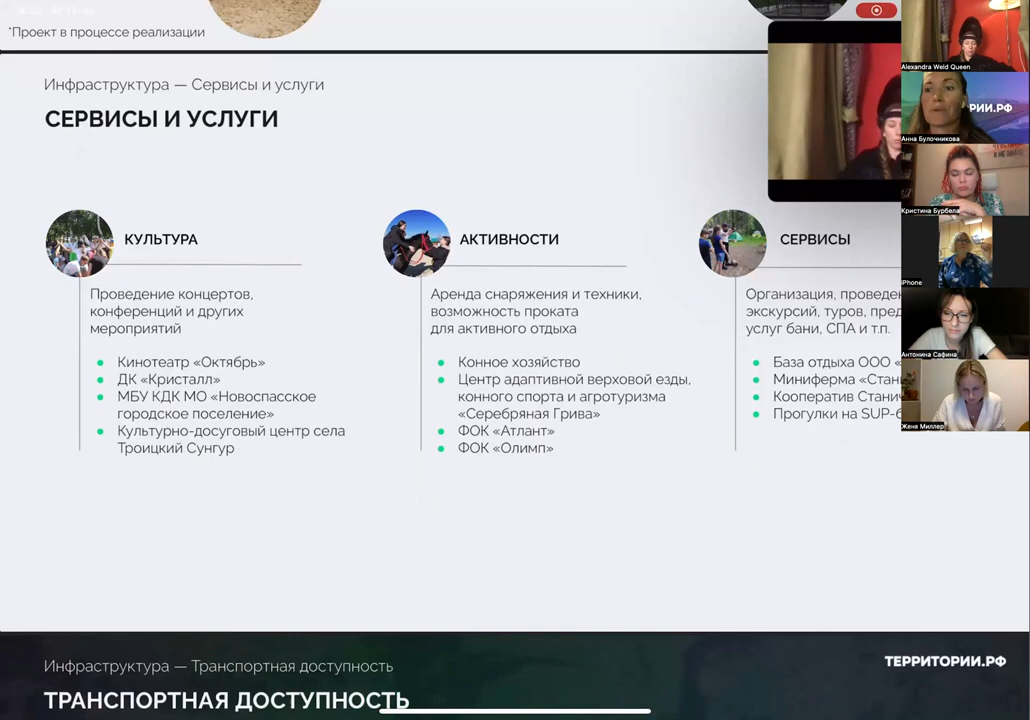 *Проект в процессе реализации
Инфраструктура — Сервисы и услуги
СЕРВИСЫ И УСЛУГИ
КУЛЬТУРА
Проведение концертов,
конференций и других
мероприятий
Кинотеатр «Октябрь»
ДК «Кристалл»
МБУ КДК МО «Новоспасское
городское поселение»
Культурно-досуговый центр села
Троицкий Сунгур
АКТИВНОСТИ
Аренда снаряжения и техники,
возможность проката
для активного отдыха
Конное хозяйство
Центр адаптивной верховой езды,
конного спорта и агротуризма
«Серебряная Грива»
ФОК «Атлант»
ФОК «Олимп»
СЕРВИСЫ
Организация, проведен
экскурсий, туров, пред
услуг бани, СПА и т.п.
База отдыха ООО «
Миниферма «Стани
Кооператив Станич
Прогулки на SUP-б
Alexandra Weld Queen
РИИ.РФ
Анна Булочникова
Кристина Бурбела
iPhone
Антонина Сафина
Женя Миллер
Инфраструктура — Транспортная доступность
ТРАНСПОРТНАЯ ДОСТУПНОСТЬ
ТЕРРИТОРИИ.РФ